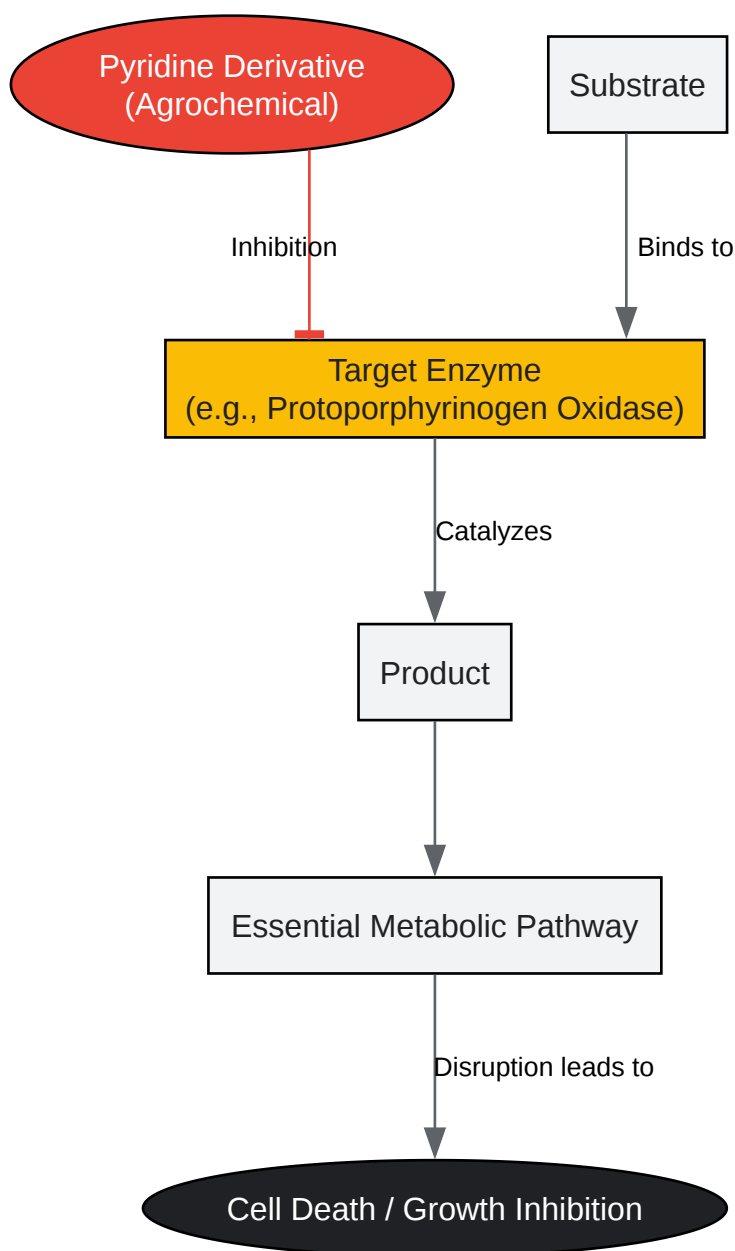 Pyridine Derivative
(Agrochemical)
Substrate
Inhibition
Binds to
Target Enzyme
(e.g., Protoporphyrinogen Oxidase)
Catalyzes
Product
Essential Metabolic Pathway
Disruption leads to
Cell Death / Growth Inhibition